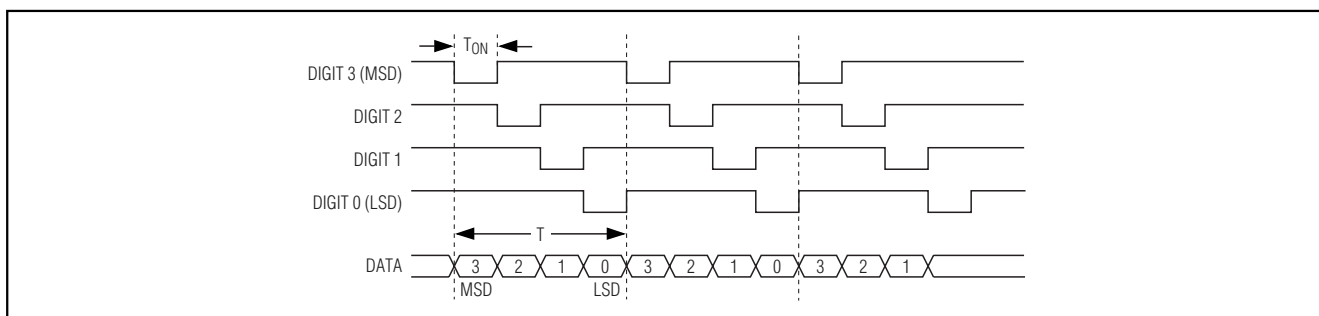 TON
DIGIT 3 (MSD)
DIGIT 2
DIGIT 1
DIGIT 0 (LSD)
T
DATA 3 2 1 0 3 2 1 0 3 2 1
MSD LSD